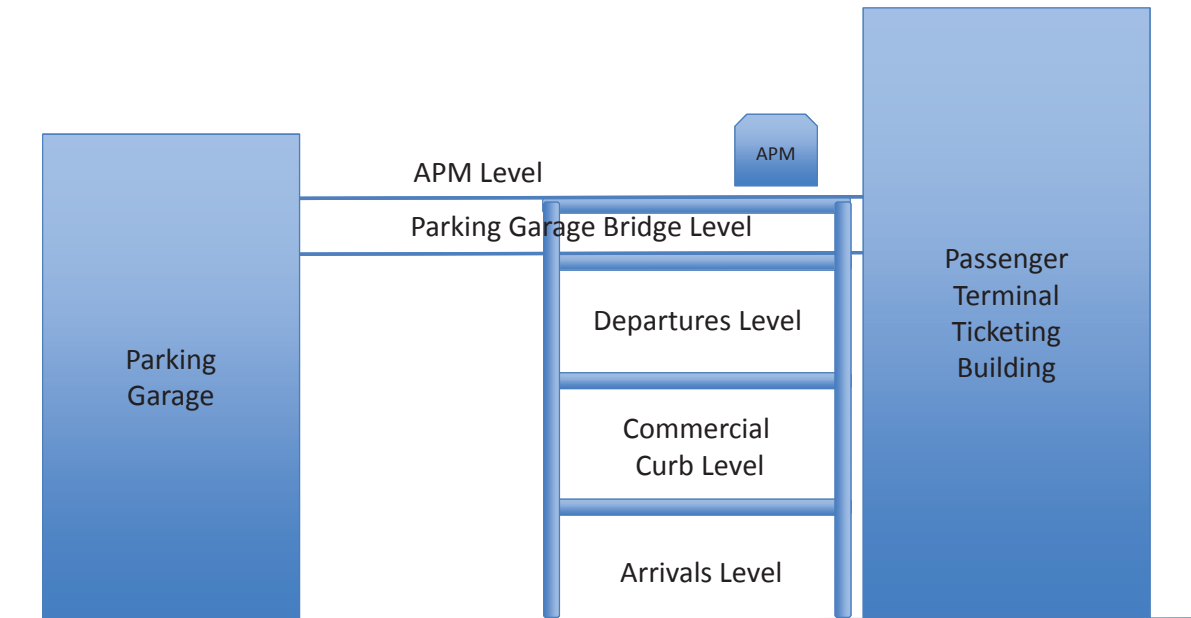 APM
APM Level
Parking Garage Bridge Level
Passenger
Terminal
Ticketing
Building
Departures Level
Parking
Garage
Commercial
Curb Level
Arrivals Level